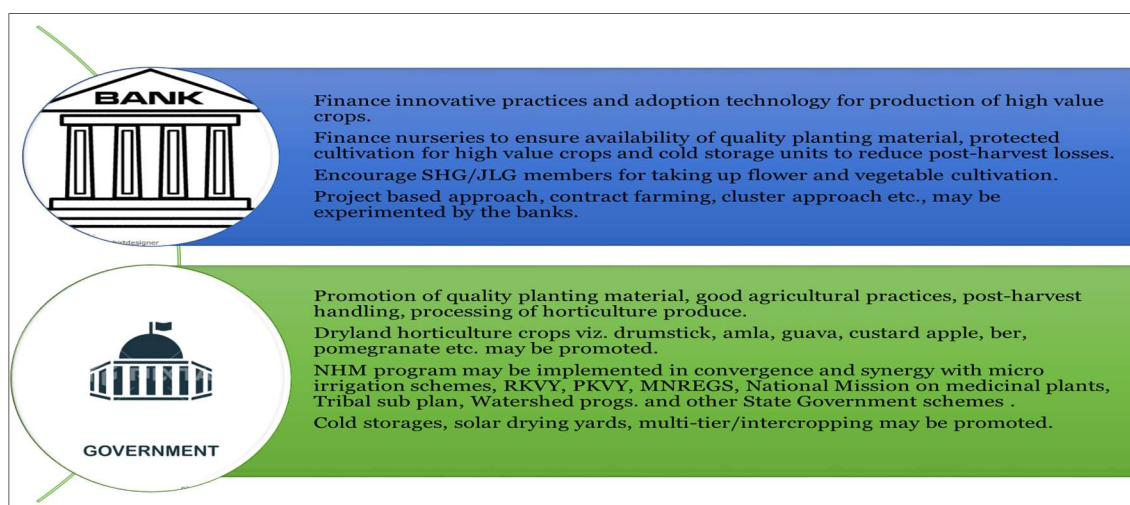 BANK
Finance innovative practices and adoption technology for production of high value
crops.
Finance nurseries to ensure availability of quality planting material, protected
cultivation for high value crops and cold storage units to reduce post-harvest losses.
Encourage SHG/JLG members for taking up flower and vegetable cultivation.
Project based approach, contract farming, cluster approach etc., may be
experimented by the banks.
GOVERNMENT
Promotion of quality planting material, good agricultural practices, post-harvest
handling, processing of horticulture produce.
Dryland horticulture crops viz. drumstick, amla, guava, custard apple, ber,
pomegranate etc. may be promoted.
NHM program may be implemented in convergence and synergy with micro
irrigation schemes, RKVY, PKVY, MNREGS, National Mission on medicinal plants,
Tribal sub plan, Watershed progs. and other State Government schemes .
Cold storages, solar drying yards, multi-tier/intercropping may be promoted.